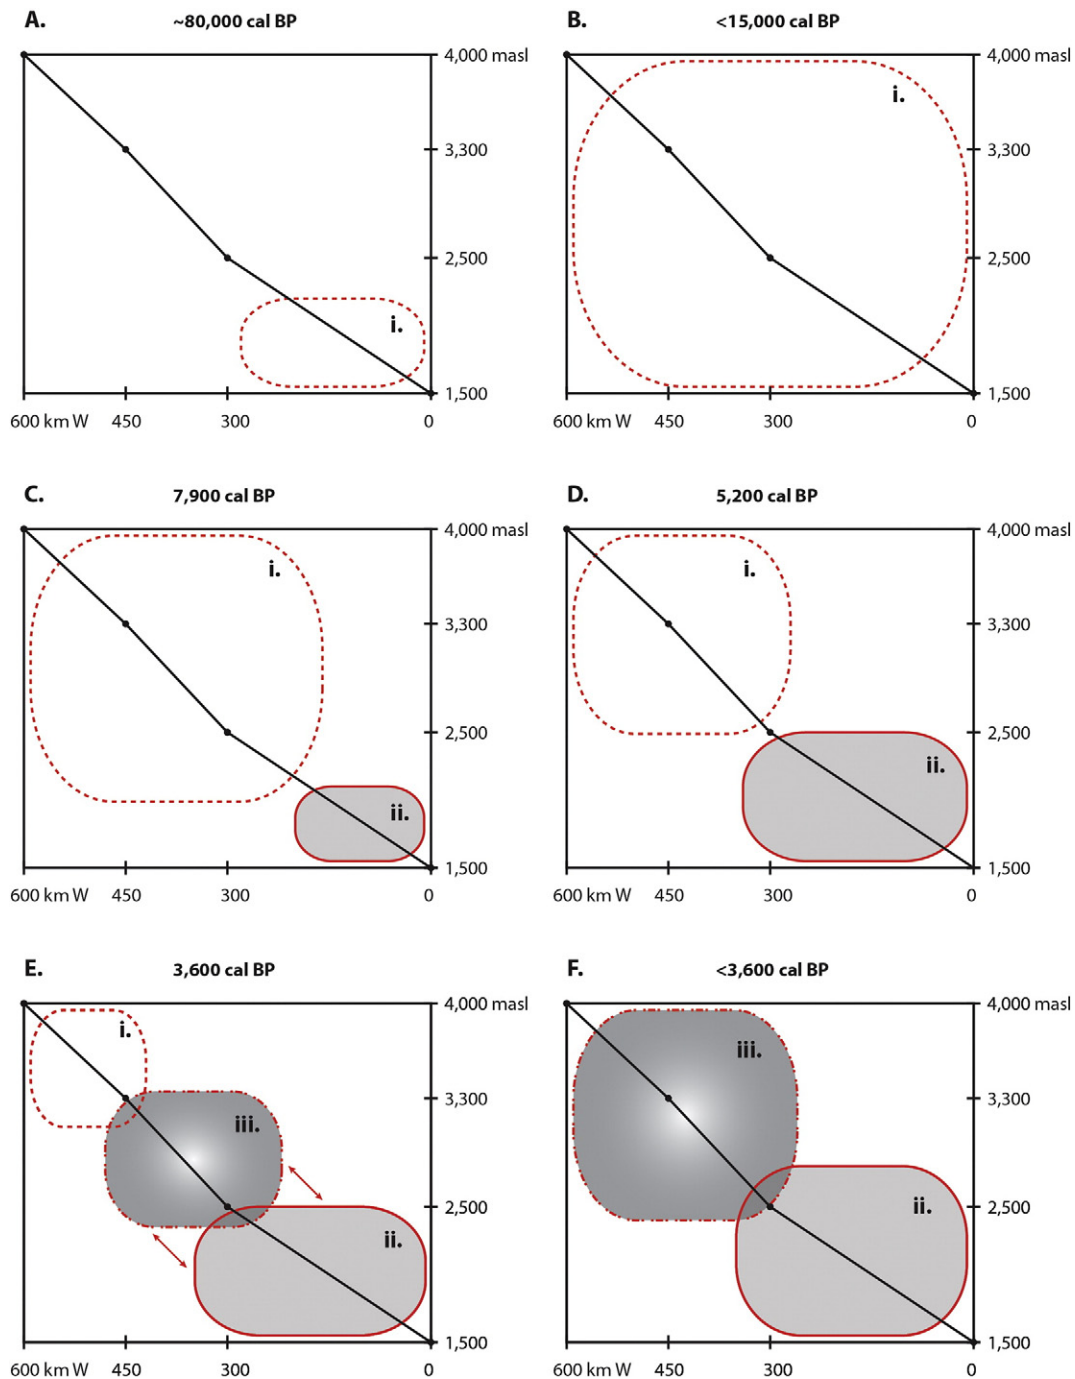 A. ~80,000 cal BP
4,000 masl
i.
3,300
2,500
1,500
600 km W 450 300 0
B. <15,000 cal BP
4,000 masl
i.
3,300
2,500
1,500
600 km W 450 300 0
C. 7,900 cal BP
4,000 masl
i.
3,300
2,500
ii.
1,500
600 km W 450 300 0
D. 5,200 cal BP
4,000 masl
i.
3,300
2,500
ii.
1,500
600 km W 450 300 0
E. 3,600 cal BP
4,000 masl
i.
3,300
iii.
2,500
ii.
1,500
600 km W 450 300 0
F. <3,600 cal BP
4,000 masl
iii.
3,300
2,500
ii.
1,500
600 km W 450 300 0